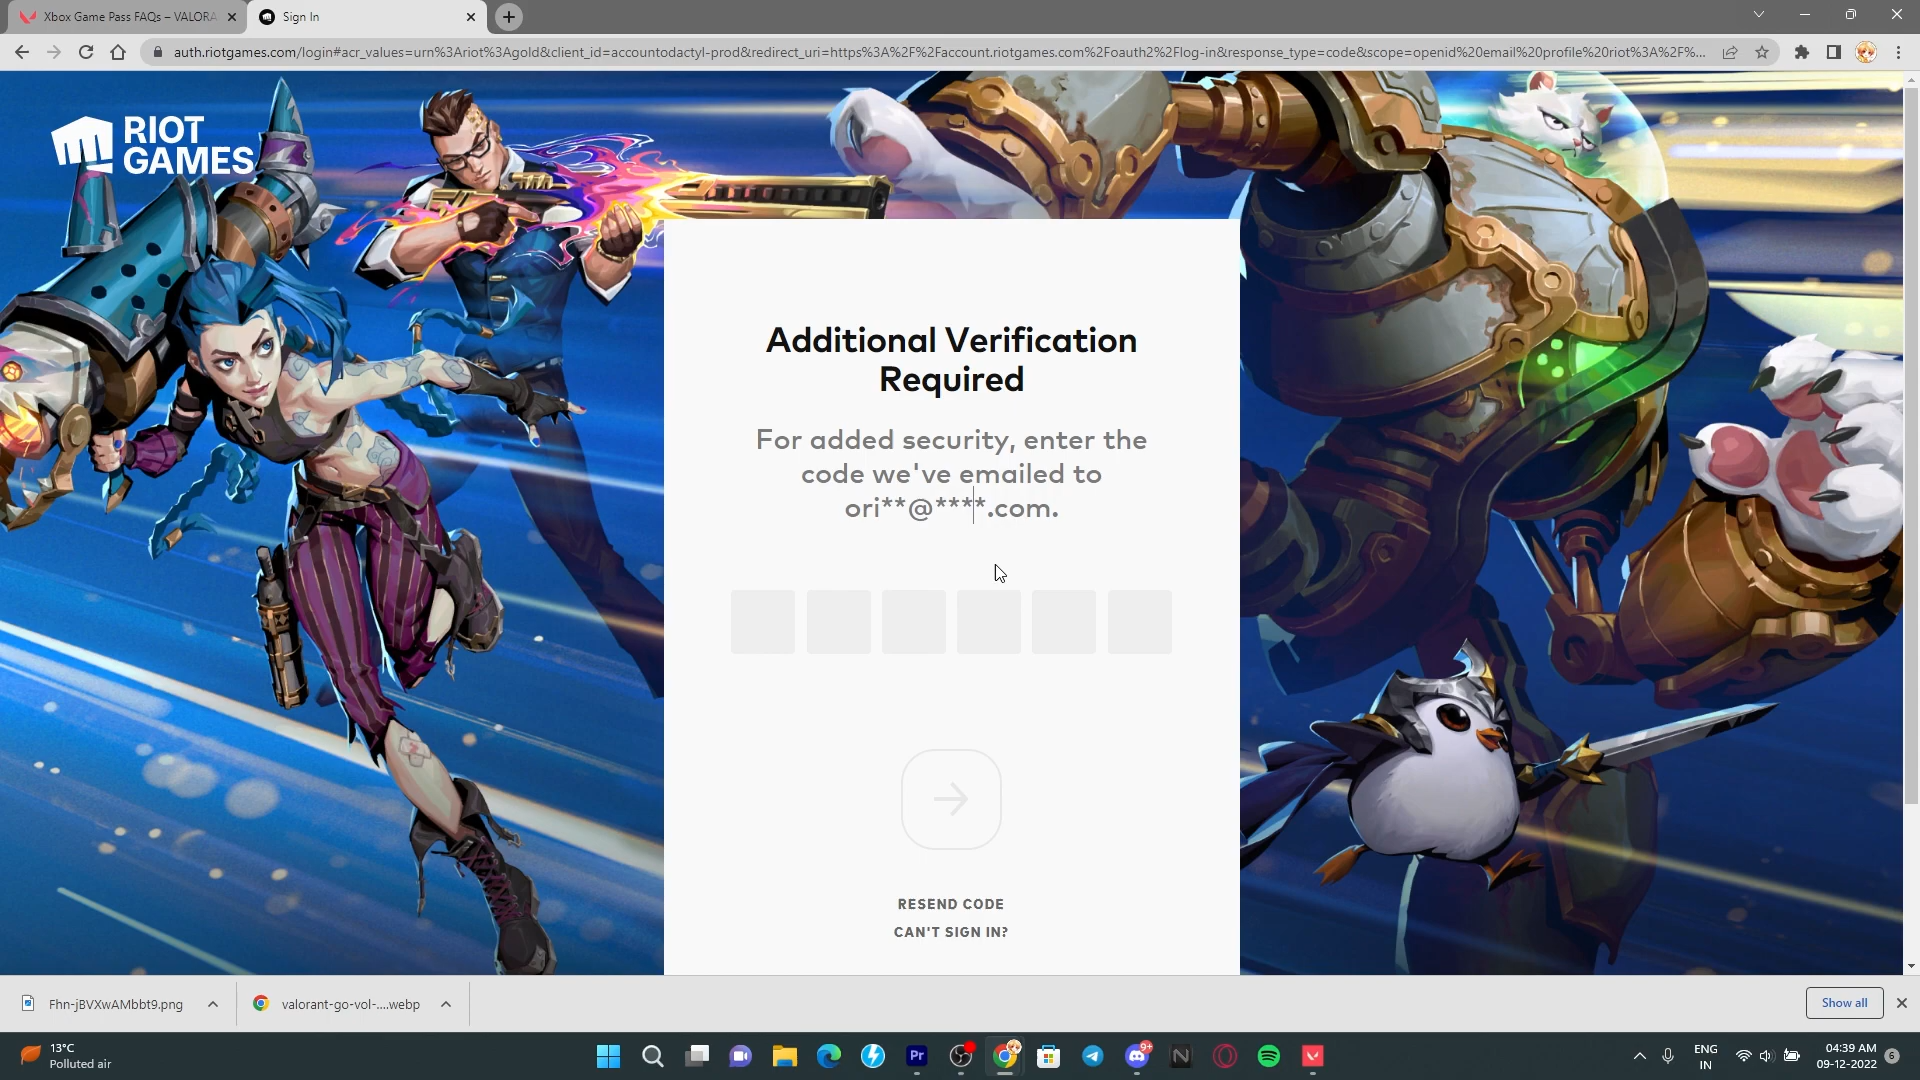 Xbox Game Pass FAQs – VALORA
Sign In
auth.riotgames.com/login#acr_values=urn%3Ariot%3Agold&client_id=accountodactyl-prod&redirect_uri=https%3A%2F%2Faccount.riotgames.com%2Foauth2%2Flog-in&response_type=code&scope=openid%20email%20profile%20riot%3A%2F%...
RIOT
GAMES
Additional Verification
Required
For added security, enter the
code we've emailed to
ori**@****.com.
RESEND CODE
CAN'T SIGN IN?
Fhn-jBVXwAMbbt9.png
valorant-go-vol-....webp
Show all
13°C
Polluted air
Pr
9+
N
ENG
IN
04:39 AM
09-12-2022
6